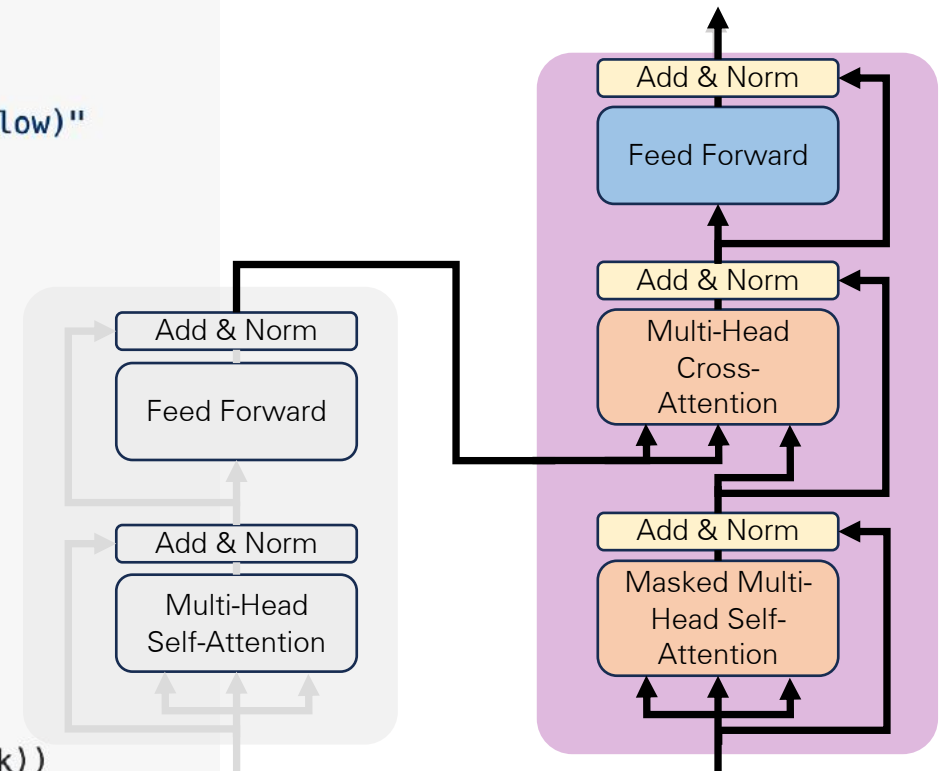 low)"
Add & Norm
Feed Forward
Add & Norm
Multi-Head
Self-Attention
k))
Add & Norm
Feed Forward
Add & Norm
Multi-Head
Cross-
Attention
Add & Norm
Masked Multi-
Head Self-
Attention